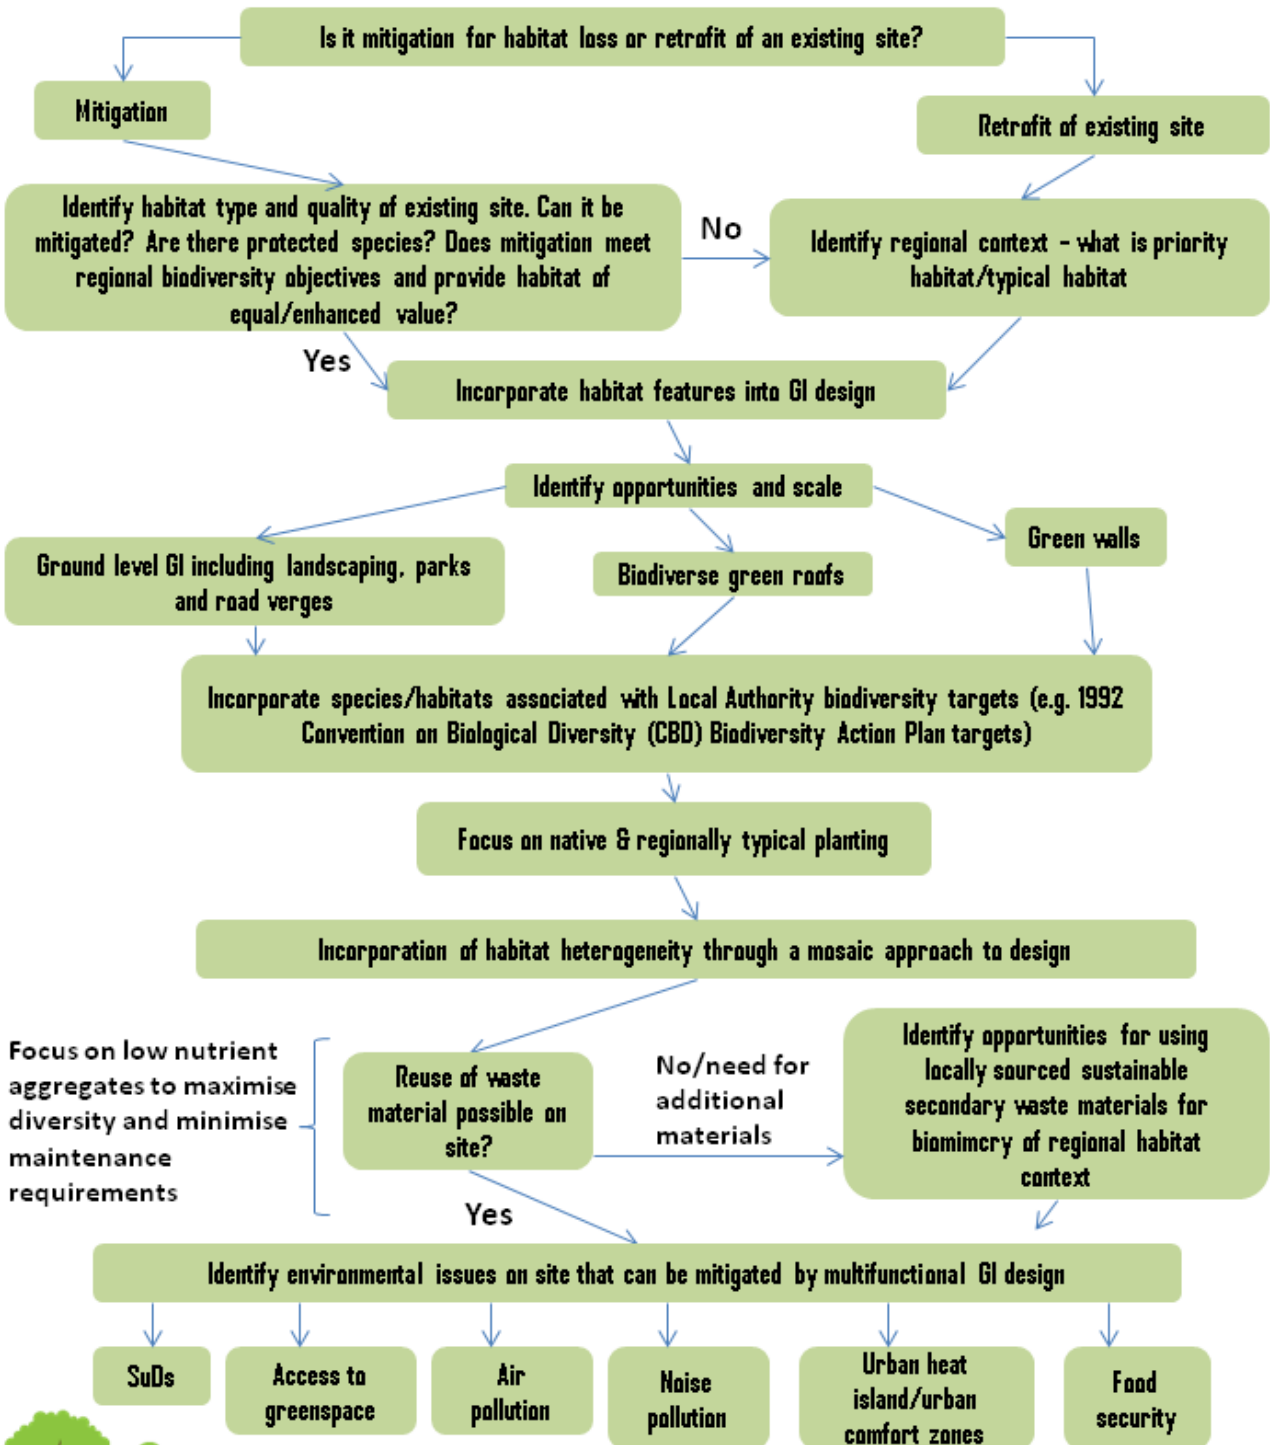 Is it mitigation for habitat loss or retrofit of an existing site?
Mitigation
Retrofit of existing site
Identify habitat type and quality of existing site. Can it be
mitigated? Are there protected species? Does mitigation meet
regional biodiversity objectives and provide habitat of
equal/enhanced value?
No
Identify regional context - what is priority
habitat/typical habitat
Yes
Incorporate habitat features into GI design
Identify opportunities and scale
Ground level GI including landscaping, parks
and road verges
Biodiverse green roofs
Green walls
Incorporate species/habitats associated with Local Authority biodiversity targets (e.g. 1992
Convention on Biological Diversity (CBD) Biodiversity Action Plan targets)
Focus on native & regionally typical planting
Incorporation of habitat heterogeneity through a mosaic approach to design
Focus on low nutrient
aggregates to maximise
diversity and minimise
maintenance
requirements
Reuse of waste
material possible on
site?
No/need for
additional
materials
Identify opportunities for using
locally sourced sustainable
secondary waste materials for
biomimcry of regional habitat
context
Yes
Identify environmental issues on site that can be mitigated by multifunctional GI design
SuDs
Access to
greenspace
Air
pollution
Noise
pollution
Urban heat
island/urban
comfort zones
Food
security